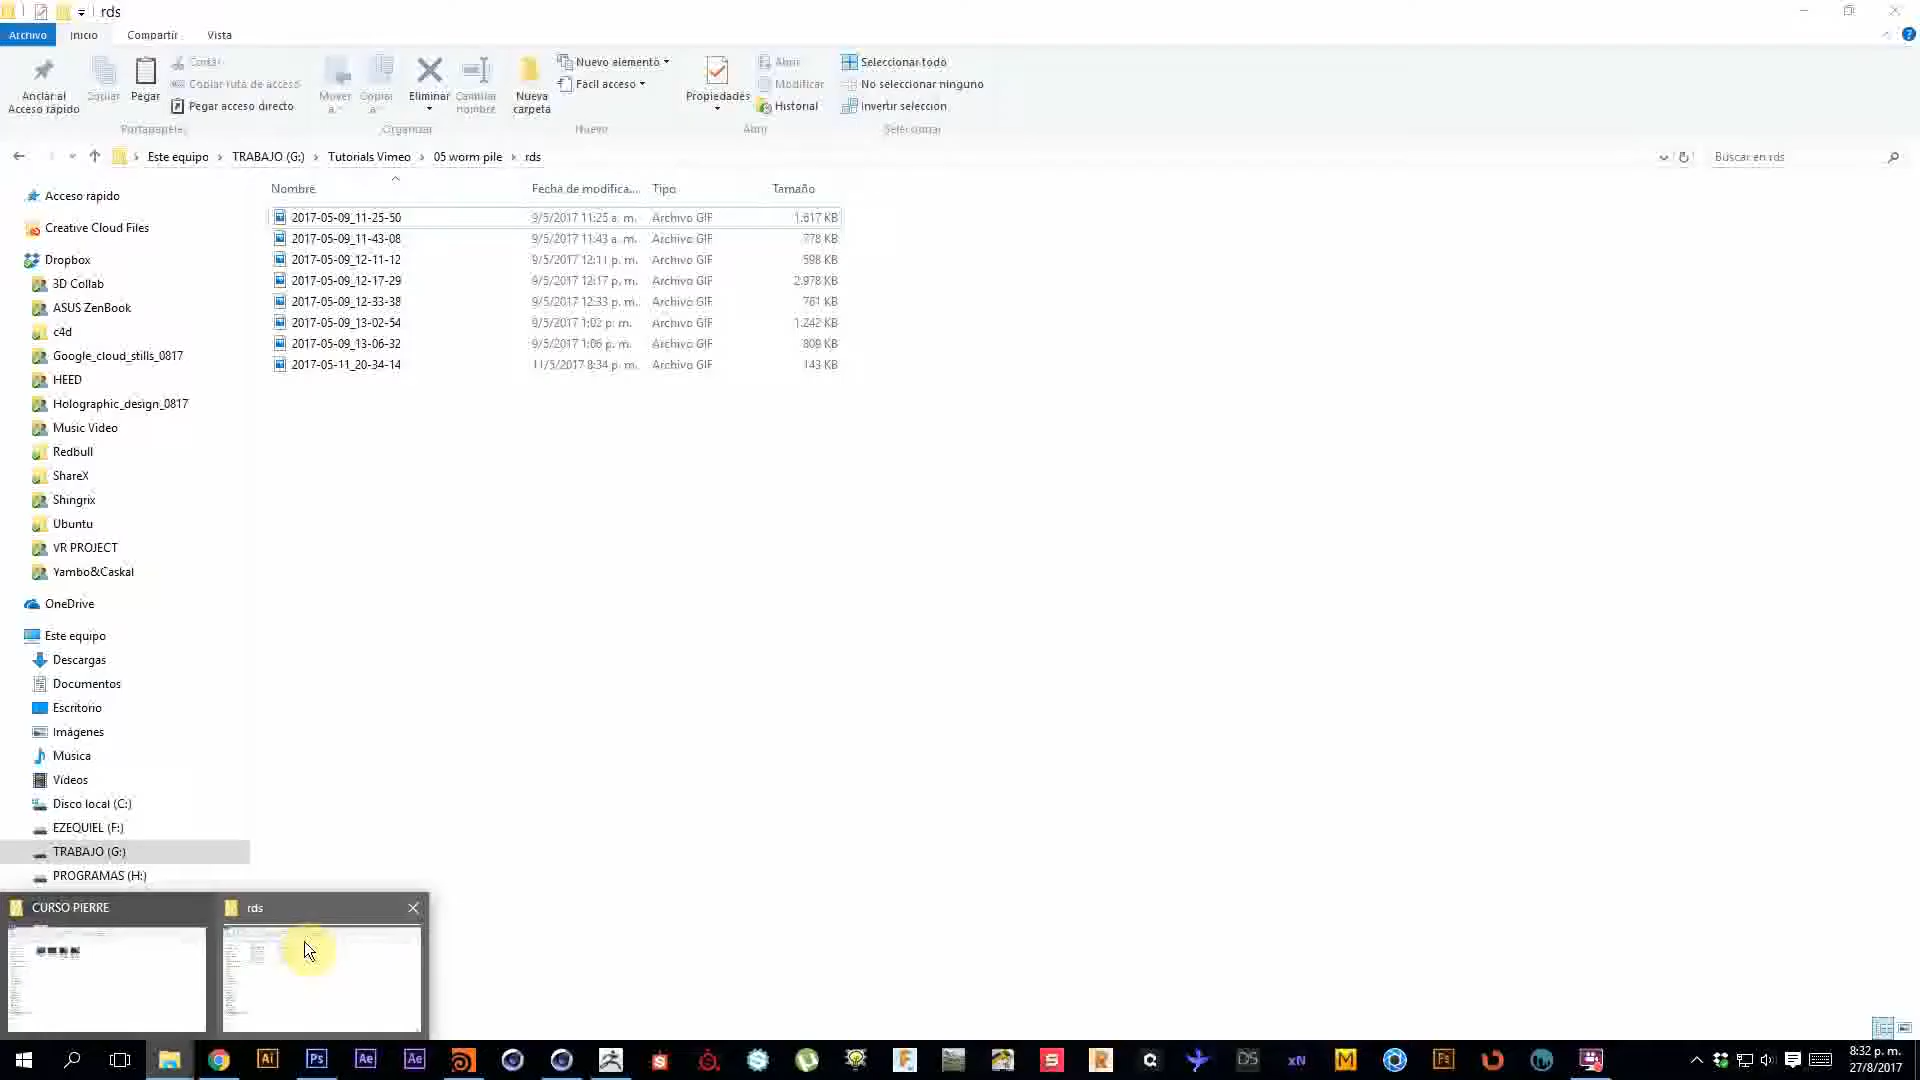 rds
Archivo Inicio Compartir Vista
Anclar al Acceso rápido
Copiar
Pegar
Cortar
Copiar ruta de acceso
Pegar acceso directo
Portapapeles
Mover a
Copiar a
Eliminar
Cambiar nombre
Organizar
Nueva carpeta
Nuevo elemento
Fácil acceso
Nuevo
Propiedades
Abrir
Modificar
Historial
Abrir
Seleccionar todo
No seleccionar ninguno
Invertir selección
Seleccionar
Este equipo > TRABAJO (G:) > Tutorials Vimeo > 05 worm pile > rds
Buscar en rds
Nombre Fecha de modifica... Tipo Tamaño
2017-05-09_11-25-50 9/5/2017 11:25 a. m. Archivo GIF 1.617 KB
2017-05-09_11-43-08 9/5/2017 11:43 a. m. Archivo GIF 778 KB
2017-05-09_12-11-12 9/5/2017 12:11 p. m. Archivo GIF 598 KB
2017-05-09_12-17-29 9/5/2017 12:17 p. m. Archivo GIF 2.978 KB
2017-05-09_12-33-38 9/5/2017 12:33 p. m. Archivo GIF 761 KB
2017-05-09_13-02-54 9/5/2017 1:02 p. m. Archivo GIF 1.242 KB
2017-05-09_13-06-32 9/5/2017 1:06 p. m. Archivo GIF 809 KB
2017-05-11_20-34-14 11/5/2017 8:34 p. m. Archivo GIF 143 KB
Acceso rápido
Creative Cloud Files
Dropbox
3D Collab
ASUS ZenBook
c4d
Google_cloud_stills_0817
HEED
Holographic_design_0817
Music Video
Redbull
ShareX
Shingrix
Ubuntu
VR PROJECT
Yambo&Caskal
OneDrive
Este equipo
Descargas
Documentos
Escritorio
Imágenes
Música
Vídeos
Disco local (C:)
EZEQUIEL (F:)
TRABAJO (G:)
PROGRAMAS (H:)
CURSO PIERRE
rds
Ai Ps Ae Ae
DS xN
8:32 p. m.
27/8/2017